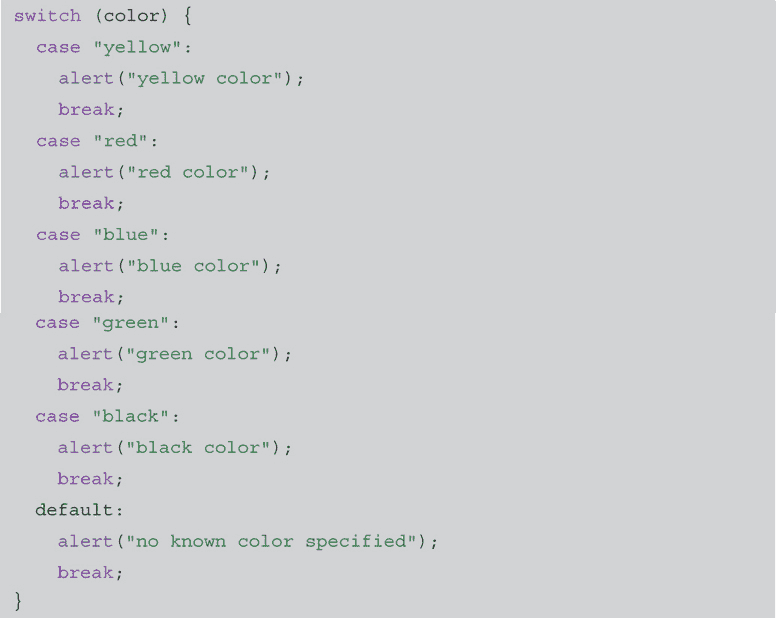 switch (color) {
  case "yellow":
    alert("yellow color");
    break;
  case "red":
    alert("red color");
    break;
  case "blue":
    alert("blue color");
    break;
  case "green":
    alert("green color");
    break;
  case "black":
    alert("black color");
    break;
  default:
    alert("no known color specified");
    break;
}